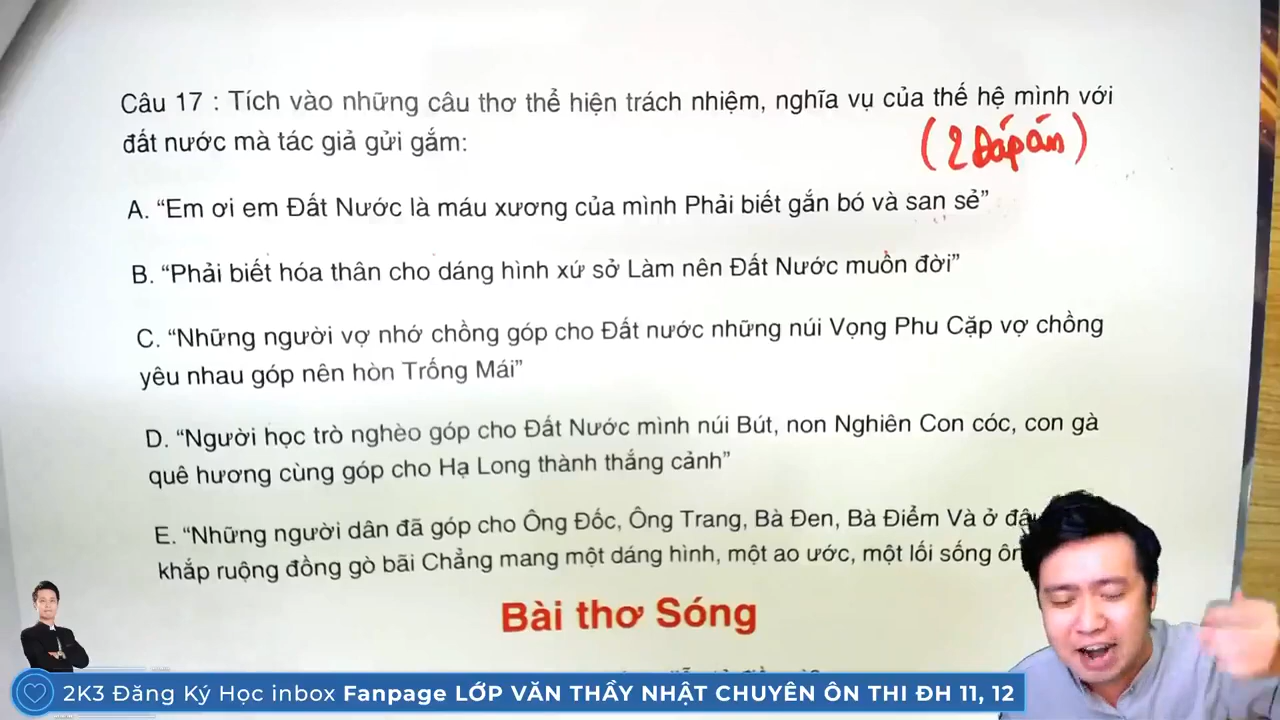 Câu 17 : Tích vào những câu thơ thể hiện trách nhiệm, nghĩa vụ của thế hệ mình với
đất nước mà tác giả gửi gắm:
(2 Đáp án)
A. “Em ơi em Đất Nước là máu xương của mình Phải biết gắn bó và san sẻ”
B. “Phải biết hóa thân cho dáng hình xứ sở Làm nên Đất Nước muôn đời”
C. “Những người vợ nhớ chồng góp cho Đất nước những núi Vọng Phu Cặp vợ chồng
yêu nhau góp nên hòn Trống Mái”
D. “Người học trò nghèo góp cho Đất Nước mình núi Bút, non Nghiên Con cóc, con gà
quê hương cùng góp cho Hạ Long thành thắng cảnh”
E. “Những người dân đã góp cho Ông Đốc, Ông Trang, Bà Đen, Bà Điểm Và ở
khắp ruộng đồng gò bãi Chẳng mang một dáng hình, một ao ước, một lối sống
Bài thơ Sóng
2K3 Đăng Ký Học inbox Fanpage LỚP VĂN THẦY NHẬT CHUYÊN ÔN THI ĐH 11, 12